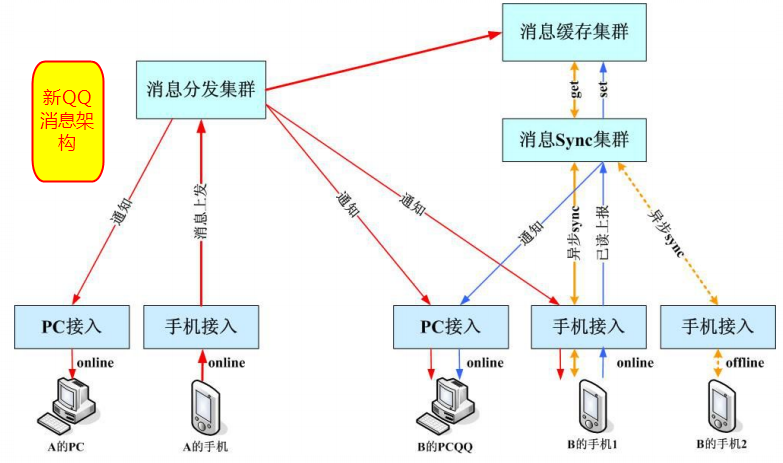 消息缓存集群
新QQ
消息架
构
消息分发集群
get
set
消息Sync集群
通知
消息上发
通知
通知
通知
异步sync
已读上报
异步sync
PC接入
手机接入
PC接入
手机接入
手机接入
online
online
online
online
offline
A的PC
A的手机
B的PCQQ
B的手机1
B的手机2